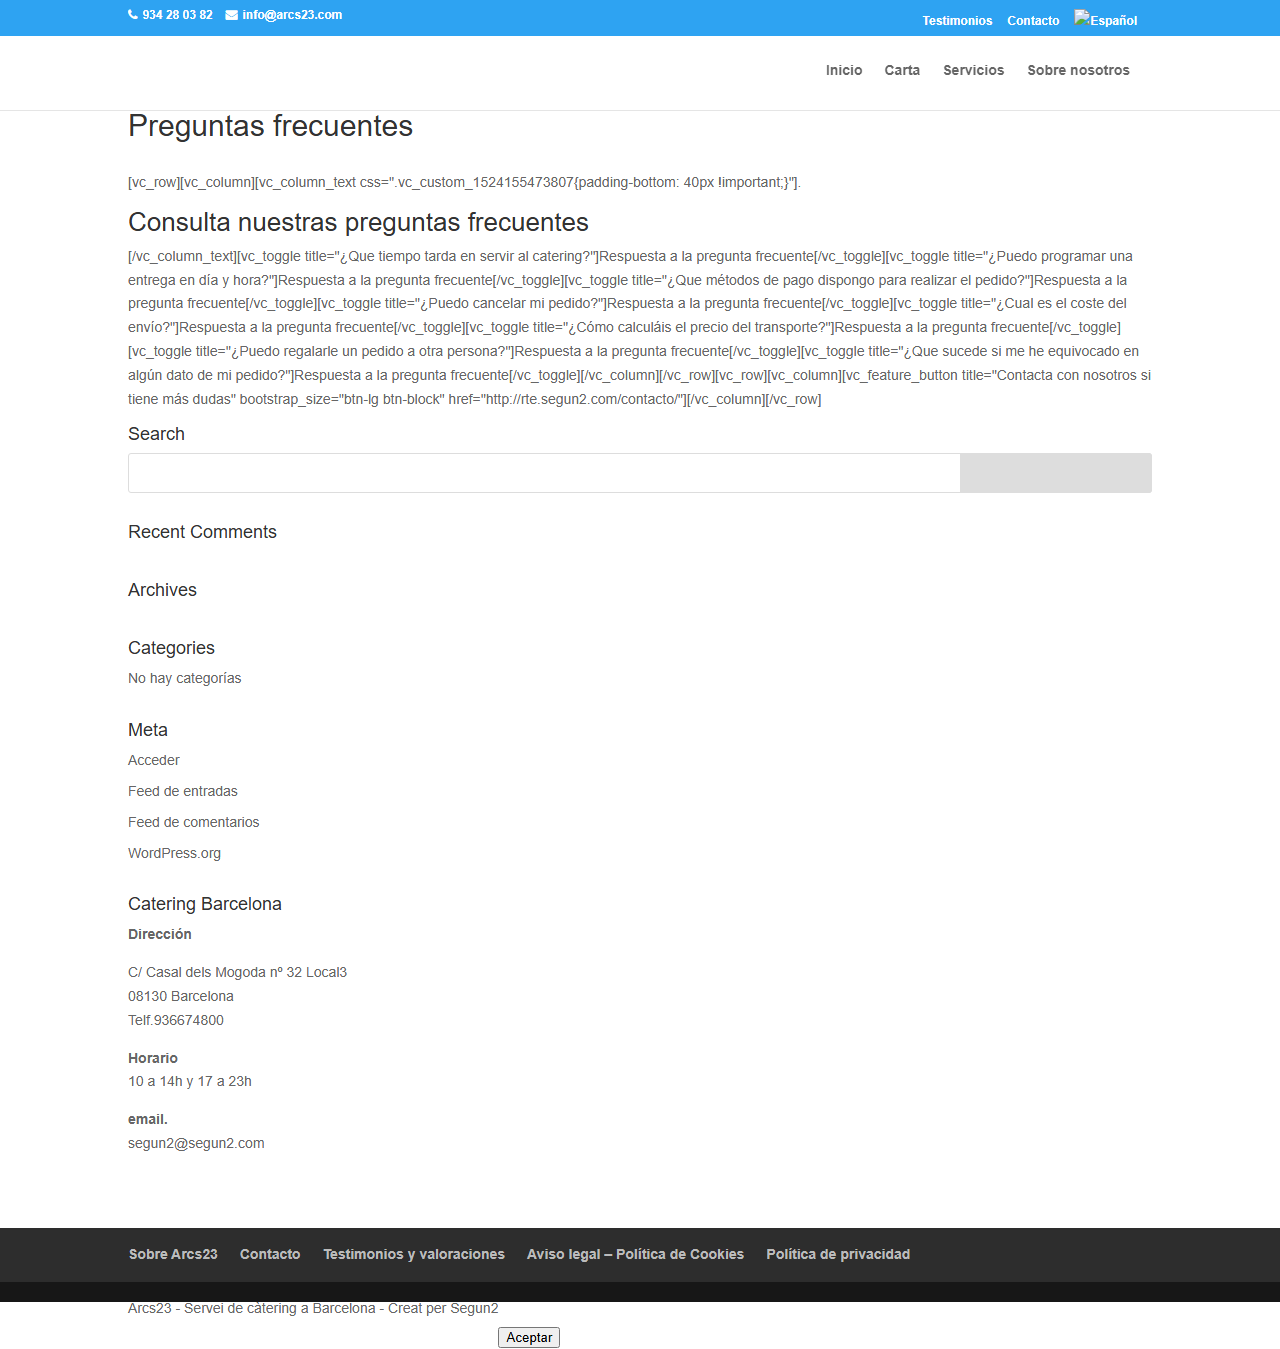 934 28 03 82 info@arcs23.com
Testimonios Contacto Español
Inicio Carta Servicios Sobre nosotros
Preguntas frecuentes
[vc_row][vc_column][vc_column_text css=".vc_custom_1524155473807{padding-bottom: 40px !important;}"].
Consulta nuestras preguntas frecuentes
[/vc_column_text][vc_toggle title="¿Que tiempo tarda en servir al catering?"]Respuesta a la pregunta frecuente[/vc_toggle][vc_toggle title="¿Puedo programar una
entrega en día y hora?"]Respuesta a la pregunta frecuente[/vc_toggle][vc_toggle title="¿Que métodos de pago dispongo para realizar el pedido?"]Respuesta a la
pregunta frecuente[/vc_toggle][vc_toggle title="¿Puedo cancelar mi pedido?"]Respuesta a la pregunta frecuente[/vc_toggle][vc_toggle title="¿Cual es el coste del
envío?"]Respuesta a la pregunta frecuente[/vc_toggle][vc_toggle title="¿Cómo calculáis el precio del transporte?"]Respuesta a la pregunta frecuente[/vc_toggle]
[vc_toggle title="¿Puedo regalarle un pedido a otra persona?"]Respuesta a la pregunta frecuente[/vc_toggle][vc_toggle title="¿Que sucede si me he equivocado en
algún dato de mi pedido?"]Respuesta a la pregunta frecuente[/vc_toggle][/vc_column][/vc_row][vc_row][vc_column][vc_feature_button title="Contacta con nosotros si
tiene más dudas" bootstrap_size="btn-lg btn-block" href="http://rte.segun2.com/contacto/"][/vc_column][/vc_row]
Search
Recent Comments
Archives
Categories
No hay categorías
Meta
Acceder
Feed de entradas
Feed de comentarios
WordPress.org
Catering Barcelona
Dirección
C/ Casal dels Mogoda nº 32 Local3
08130 Barcelona
Telf.936674800
Horario
10 a 14h y 17 a 23h
email.
segun2@segun2.com
Sobre Arcs23 Contacto Testimonios y valoraciones Aviso legal – Política de Cookies Política de privacidad
Arcs23 - Servei de càtering a Barcelona - Creat per Segun2
Aceptar